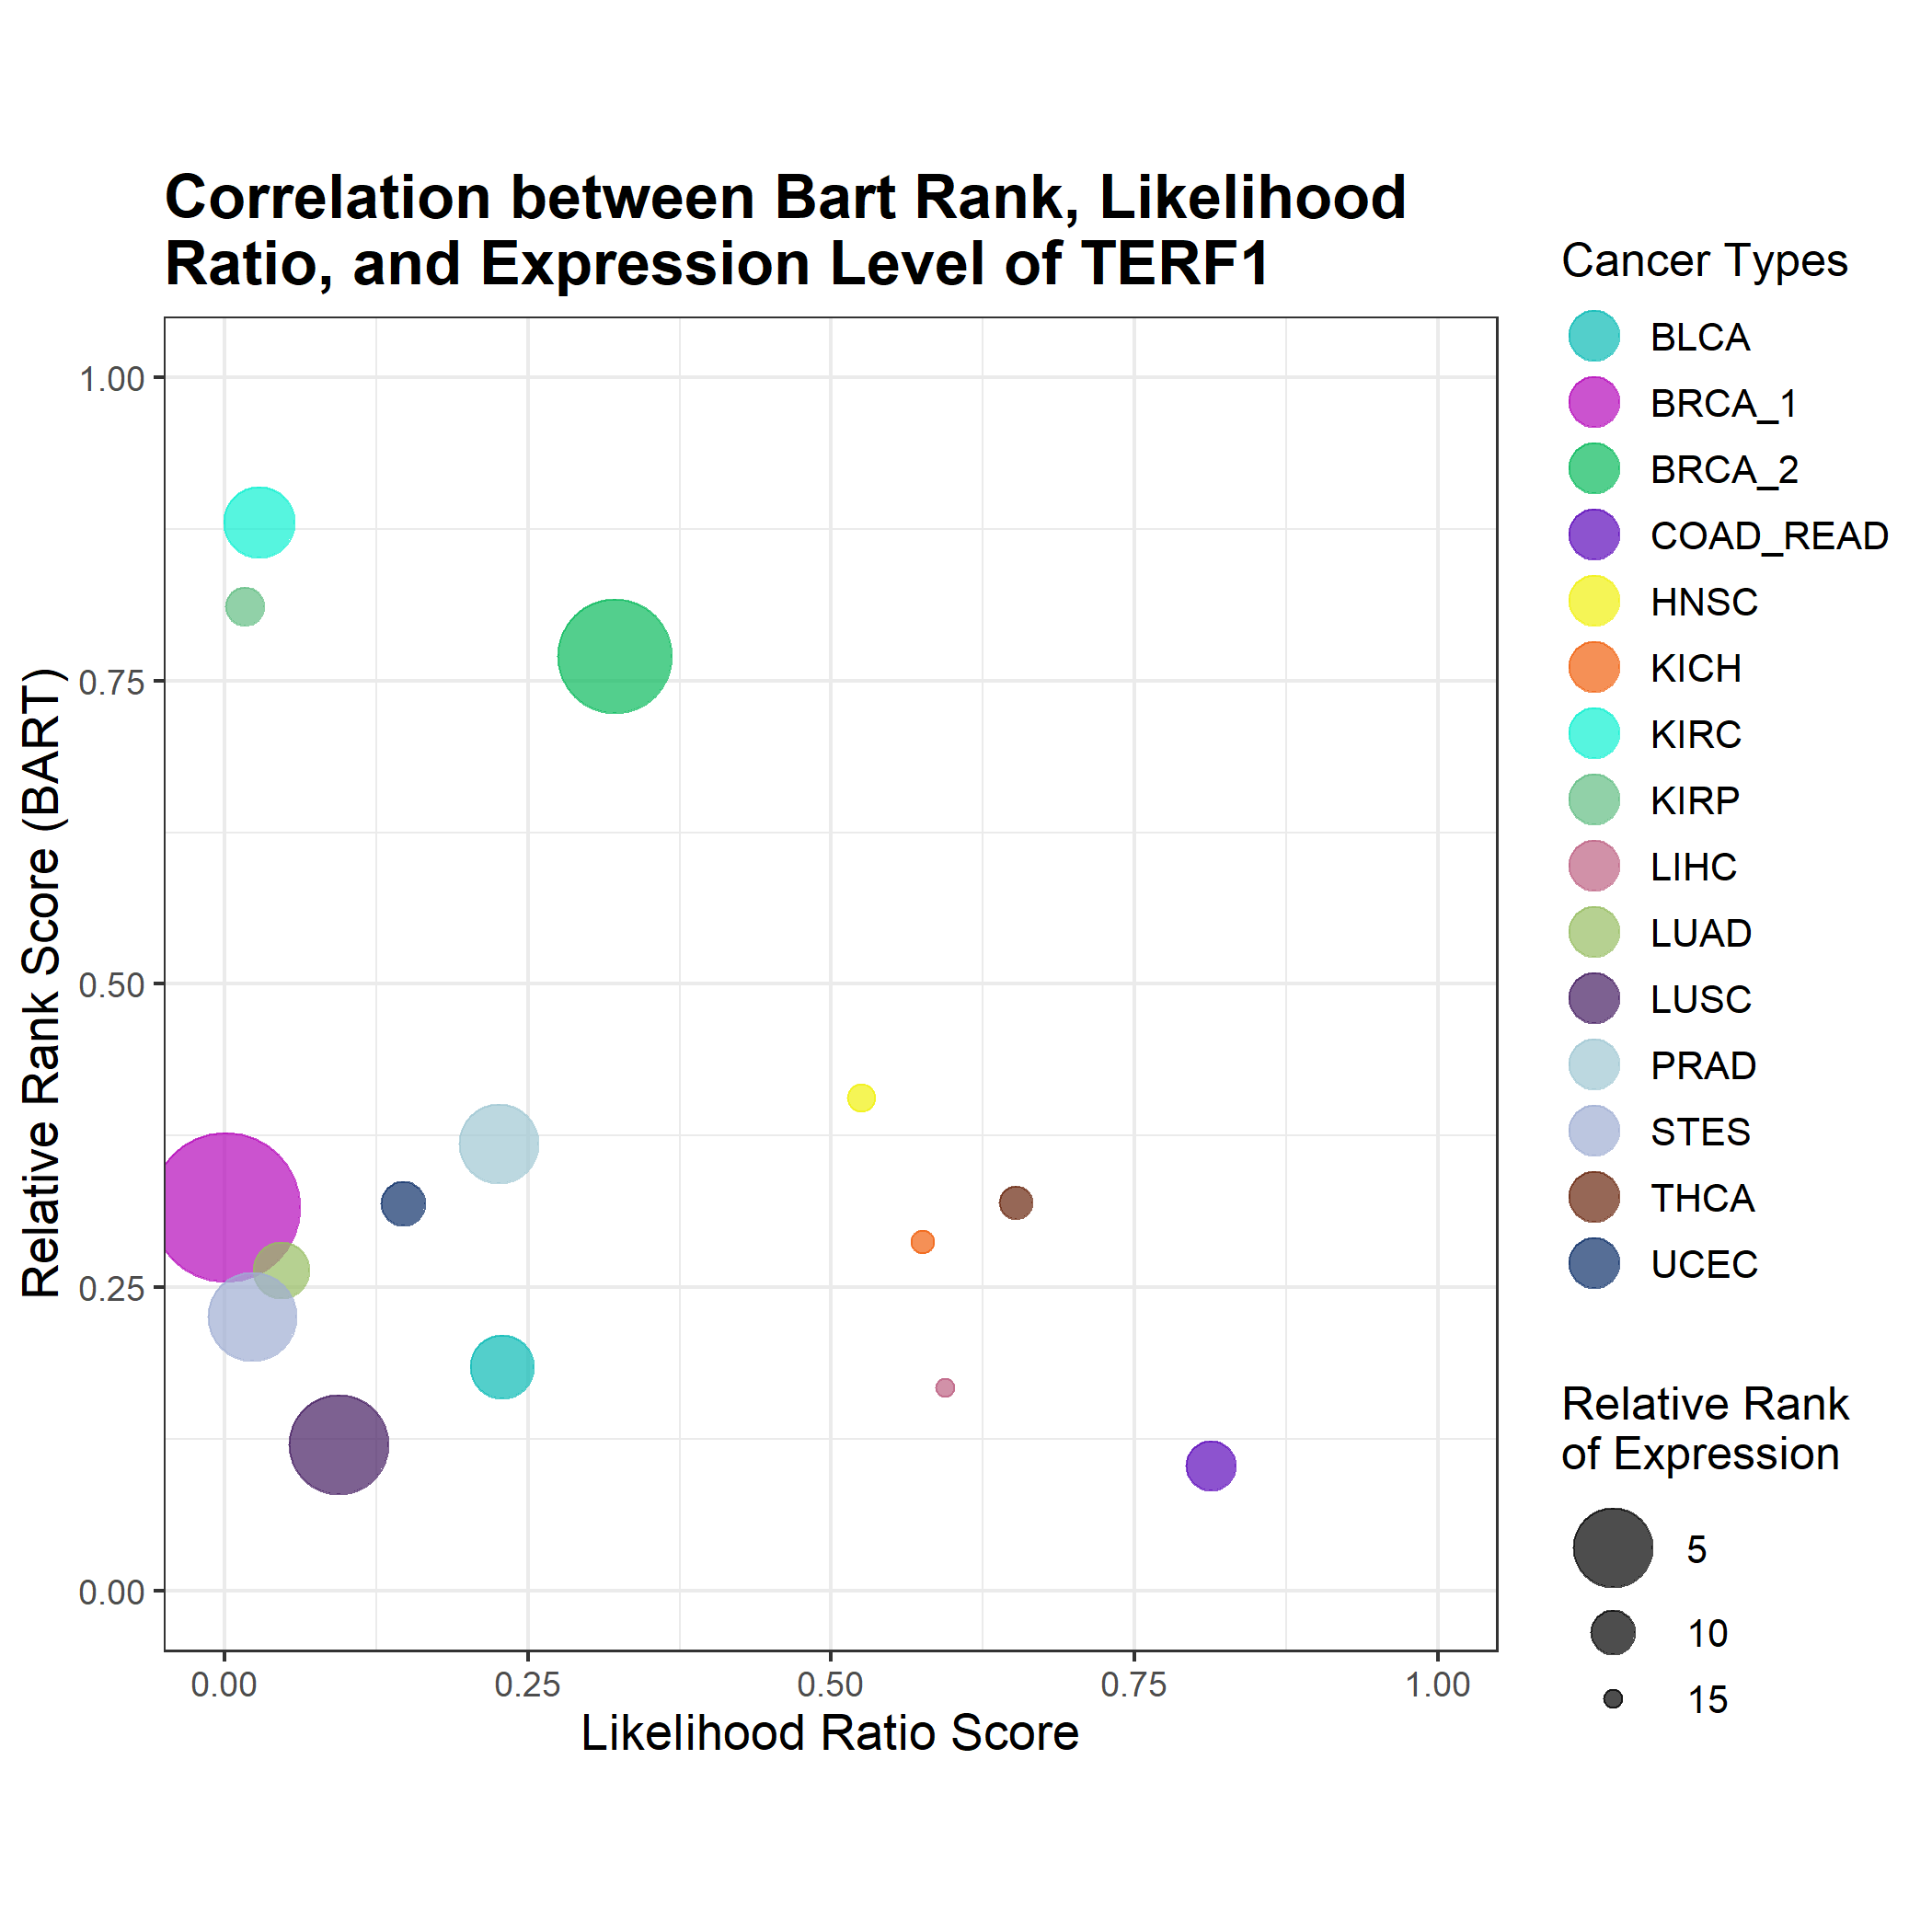 Correlation between Bart Rank, Likelihood
Ratio, and Expression Level of TERF1
Relative Rank Score (BART)
1.00
0.75
0.50
0.25
0.00
0.00 0.25 0.50 0.75 1.00
Likelihood Ratio Score
Cancer Types
BLCA
BRCA_1
BRCA_2
COAD_READ
HNSC
KICH
KIRC
KIRP
LIHC
LUAD
LUSC
PRAD
STES
THCA
UCEC
Relative Rank
of Expression
5
10
15